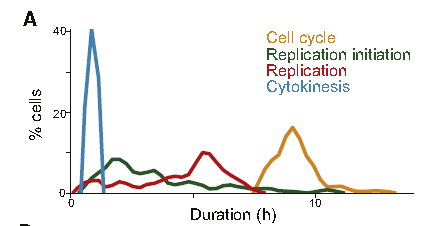 A
40
Cell cycle
Replication initiation
Replication
Cytokinesis
% cells
20
0
0
10
Duration (h)